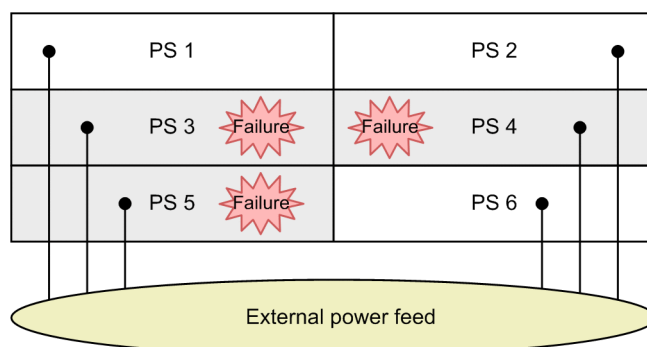 PS 1
PS 2
PS 3
Failure
Failure
PS 4
PS 5
Failure
PS 6
External power feed